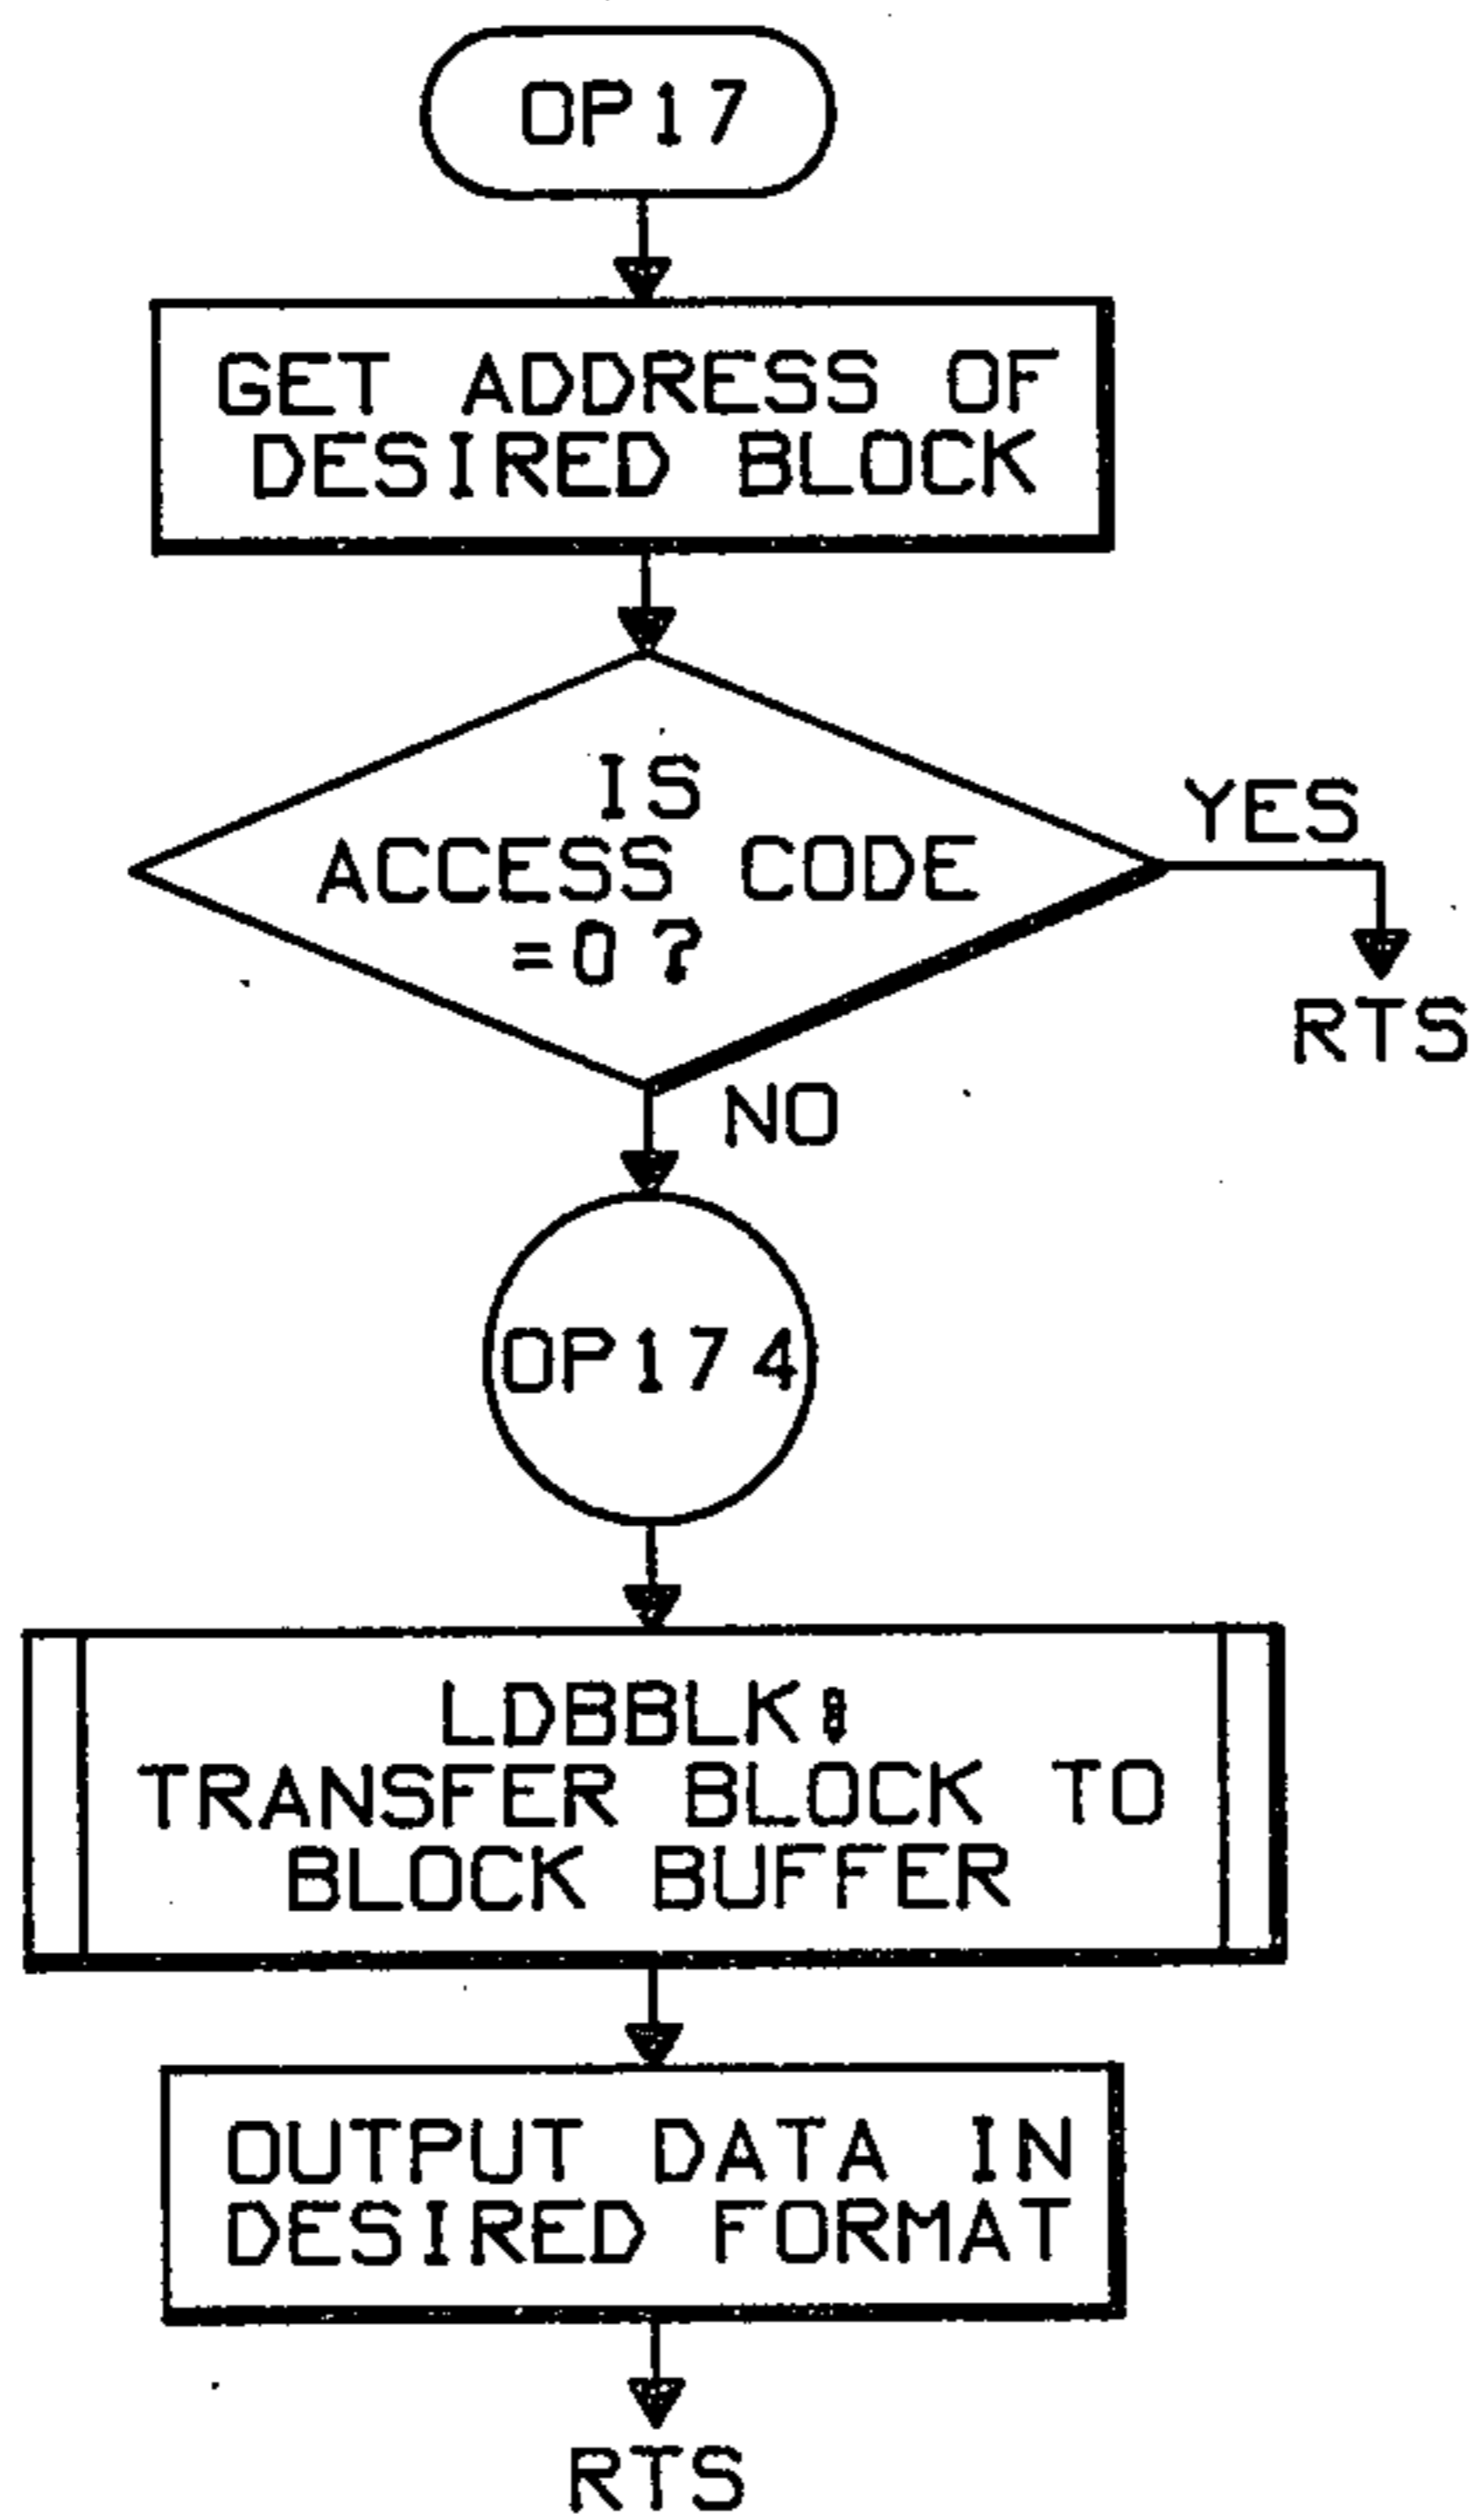 OP17
GET ADDRESS OF
DESIRED BLOCK
IS
ACCESS CODE
=0?
YES
RTS
NO
OP174
LDBBLK:
TRANSFER BLOCK TO
BLOCK BUFFER
OUTPUT DATA IN
DESIRED FORMAT
RTS